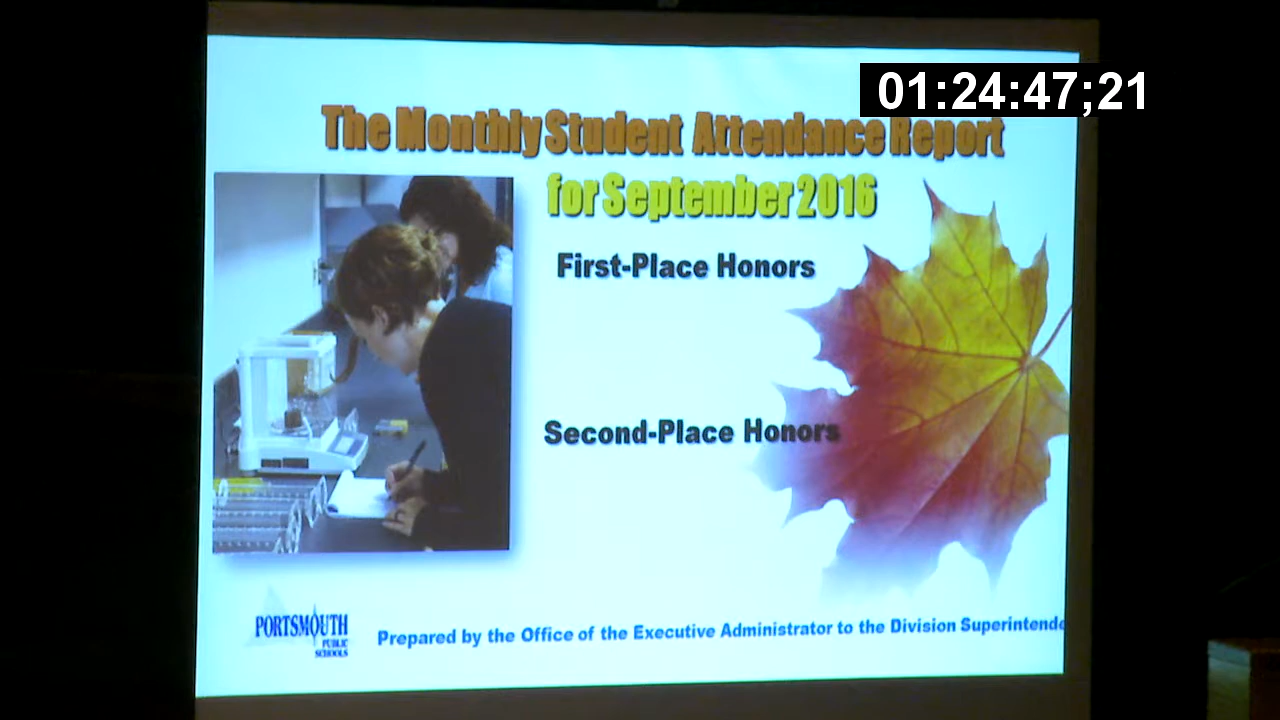 01:24:47;21
The Monthly Student Attendance Report
for September 2016
First-Place Honors
Second-Place Honors
PORTSMOUTH
PUBLIC
SCHOOLS
Prepared by the Office of the Executive Administrator to the Division Superintende